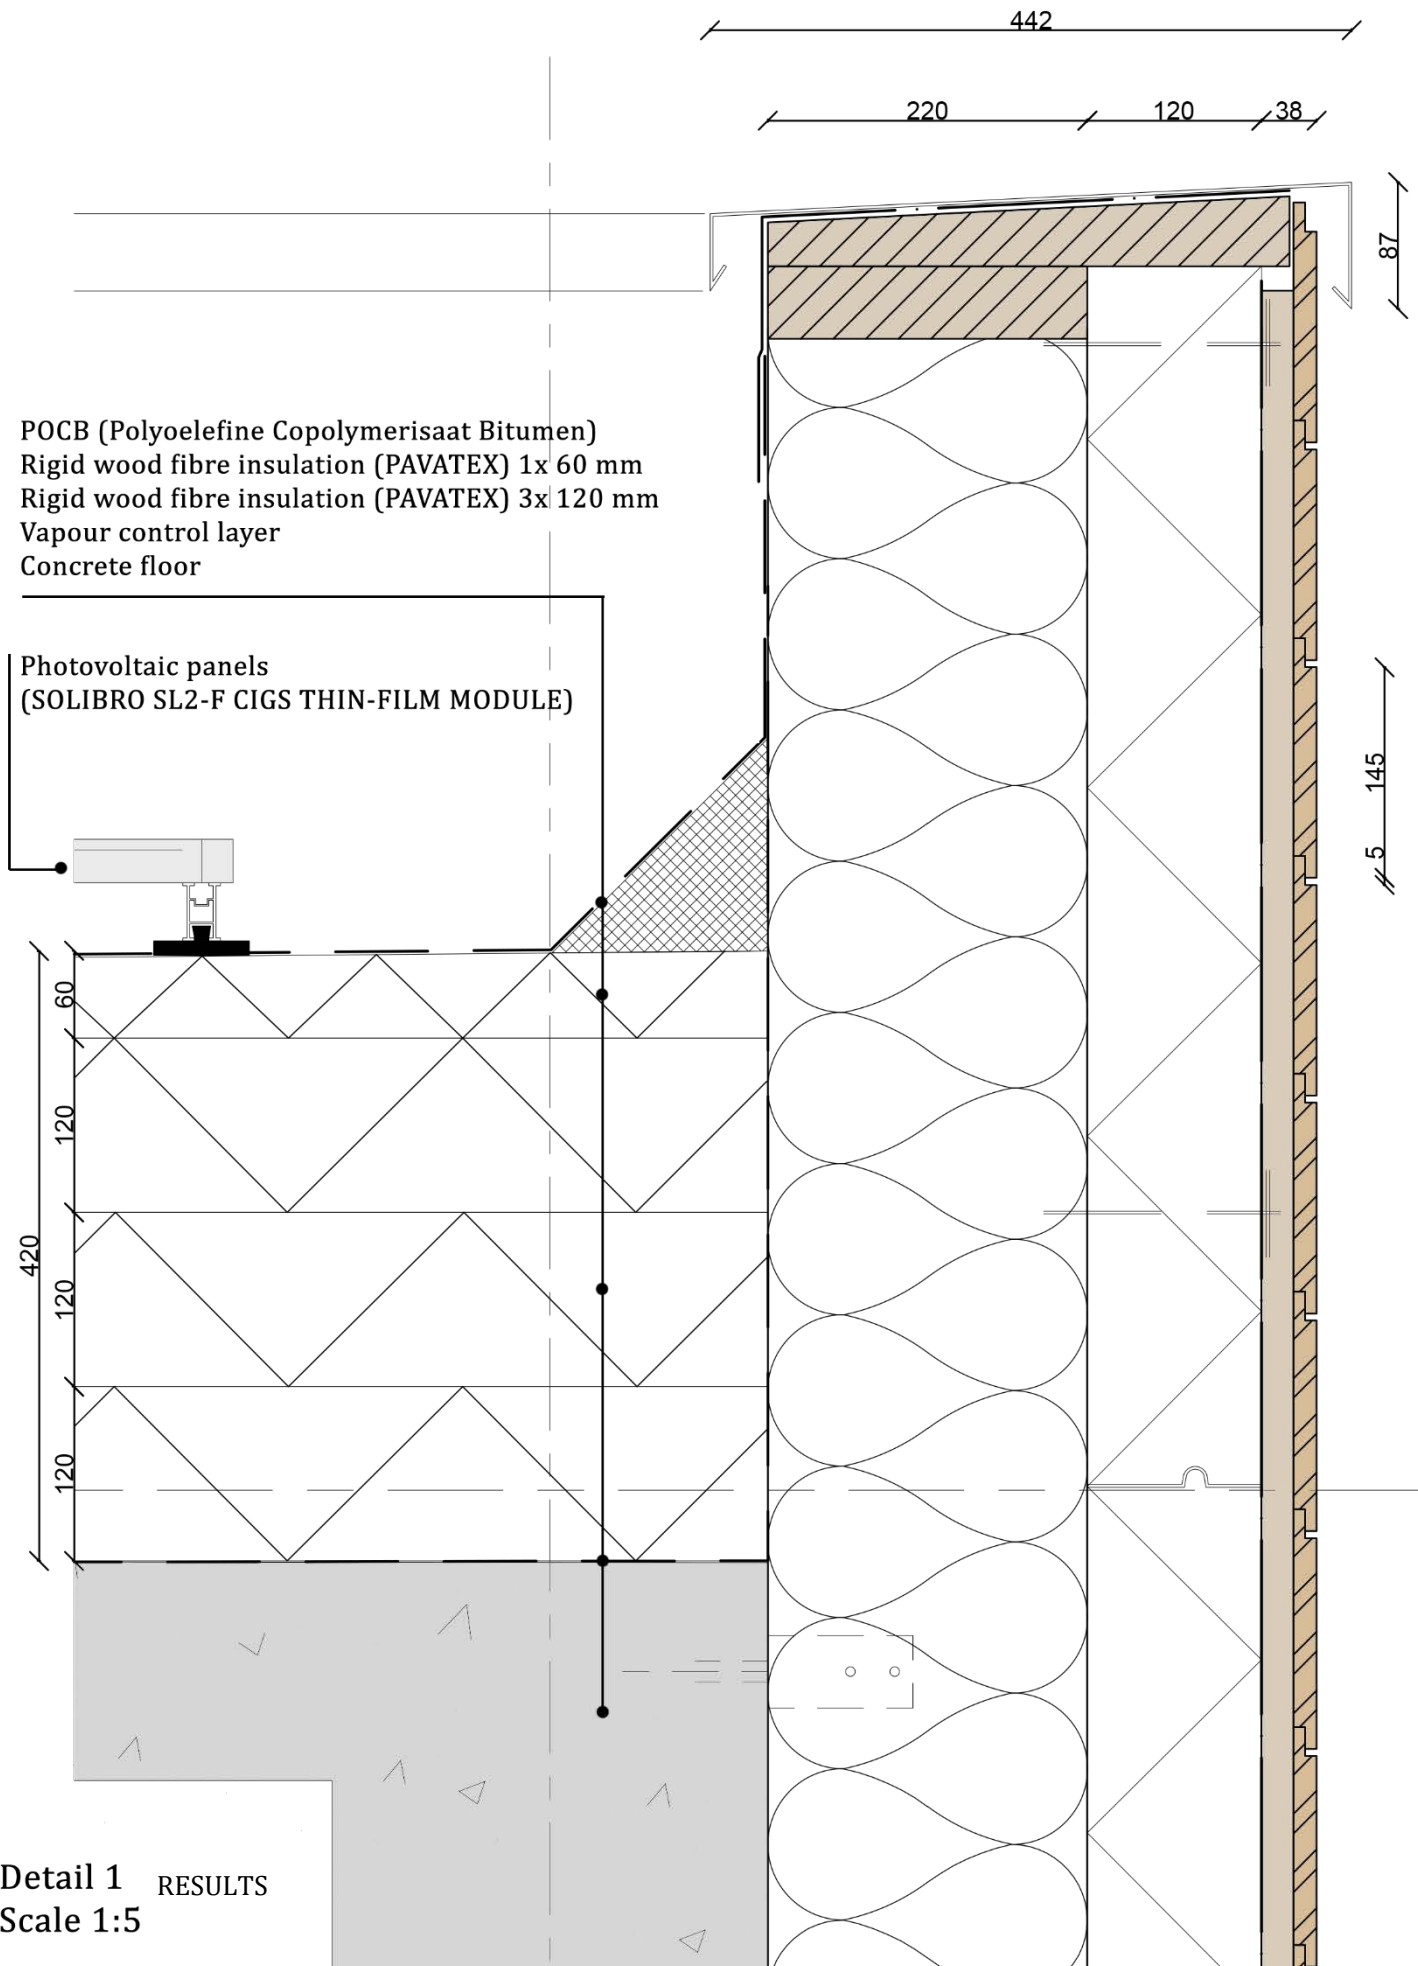 442
220 120 38
87
POCB (Polyoelefine Copolymerisaat Bitumen)
Rigid wood fibre insulation (PAVATEX) 1x 60 mm
Rigid wood fibre insulation (PAVATEX) 3x 120 mm
Vapour control layer
Concrete floor
Photovoltaic panels
(SOLIBRO SL2-F CIGS THIN-FILM MODULE)
145
5
60
120
420
120
120
Detail 1 RESULTS
Scale 1:5